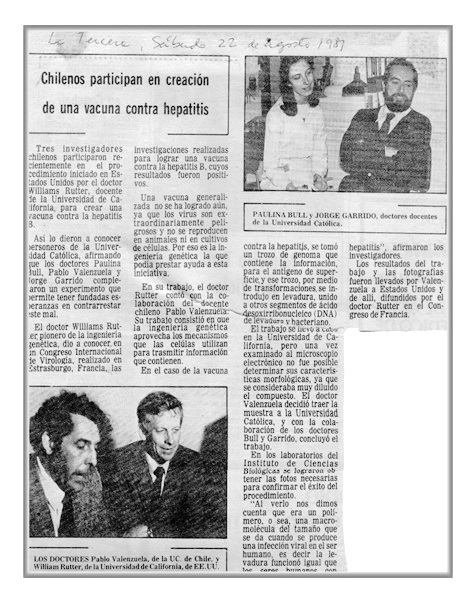 La Tercera, Sábado 22 de agosto 1981
Chilenos participan en creación
de una vacuna contra hepatitis
Tres investigadores
chilenos participaron re-
cientemente en el pro-
cedimiento iniciado en Es-
tados Unidos por el doctor
Williams Rutter, docente
de la Universidad de Ca-
lifornia, para crear una
vacuna contra la hepatitis
B.
Así lo dieron a conocer
personeros de la Univer-
sidad Católica, afirmando
que los doctores Paulina
Bull, Pablo Valenzuela y
Jorge Garrido comple-
taron un experimento que
permite tener fundadas es-
peranzas en contrarrestar
este mal.
El doctor Williams Rut-
ter pionero de la ingeniería
genética, dio a conocer, en
un Congreso Internacional
de Virología, realizado en
Estrasburgo, Francia, las
investigaciones realizadas
para lograr una vacuna
contra la hepatitis B, cuyos
resultados fueron positi-
vos.
Una vacuna generali-
zada no se ha logrado aún,
ya que los virus son ex-
traordinariamente peli-
grosos y no se reproducen
en animales ni en cultivos
de células. Por eso es la in-
geniería genética la que
podía prestar ayuda a esta
iniciativa.
En su trabajo, el doctor
Rutter contó con la co-
laboración del docente
chileno Pablo Valenzuela.
Su trabajo consistió en que
la ingeniería genética
aprovecha los mecanismos
que las células utilizan
para trasmitir información
que contienen.
En el caso de la vacuna
PAULINA BULL y JORGE GARRIDO, doctores docentes
de la Universidad Católica.
contra la hepatitis, se tomó
un trozo de genoma que
contiene la información,
para el antígeno de super-
ficie, y ese trozo, por medio
de transformaciones, se in-
trodujo en levadura, unido
a otros segmentos de ácido
desoxirribonucleico (DNA)
de levadura y bacteriano.
El trabajo se llevó a cabo
en la Universidad de Ca-
lifornia, pero una vez
examinado al microscopio
electrónico no fue posible
determinar sus caracterís-
ticas morfológicas, ya que
se consideraba muy diluido
el compuesto. El doctor
Valenzuela decidió traer la
muestra a la Universidad
Católica, y con la cola-
boración de los doctores
Bull y Garrido, concluyó el
trabajo.
En los laboratorios del
Instituto de Ciencias
Biológicas se lograron ob-
tener las fotos necesarias
para confirmar el éxito del
procedimiento.
"Al verlo nos dimos
cuenta que era un polí-
mero, o sea, una macro-
molécula del tamaño que
se da cuando se produce
una infección viral en el ser
humano, es decir la le-
vadura funcionó igual que
los seres humanos con
hepatitis", afirmaron los
investigadores.
Los resultados del tra-
bajo y las fotografías
fueron llevados por Valen-
zuela a Estados Unidos y
de allí, difundidos por el
doctor Rutter en el Con-
greso de Francia.
LOS DOCTORES Pablo Valenzuela, de la UC. de Chile, y
William Rutter, de la Universidad de California, de EE.UU.